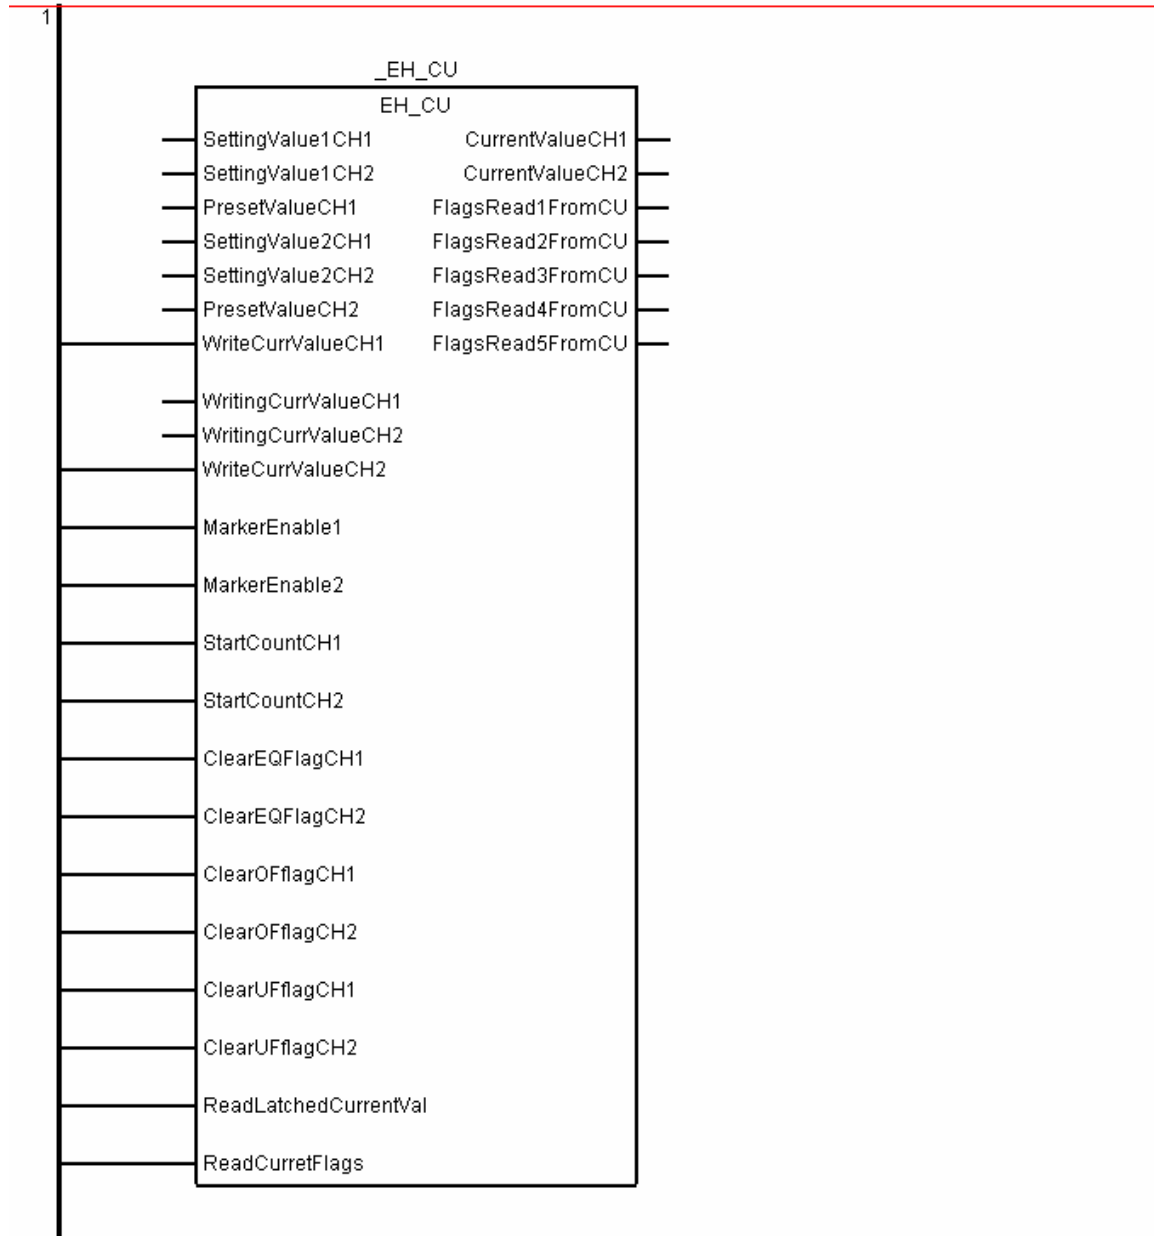 1
_EH_CU
EH_CU
SettingValue1CH1 CurrentValueCH1
SettingValue1CH2 CurrentValueCH2
PresetValueCH1 FlagsRead1FromCU
SettingValue2CH1 FlagsRead2FromCU
SettingValue2CH2 FlagsRead3FromCU
PresetValueCH2 FlagsRead4FromCU
WriteCurrValueCH1 FlagsRead5FromCU
WritingCurrValueCH1
WritingCurrValueCH2
WriteCurrValueCH2
MarkerEnable1
MarkerEnable2
StartCountCH1
StartCountCH2
ClearEQFlagCH1
ClearEQFlagCH2
ClearOFflagCH1
ClearOFflagCH2
ClearUFflagCH1
ClearUFflagCH2
ReadLatchedCurrentVal
ReadCurretFlags